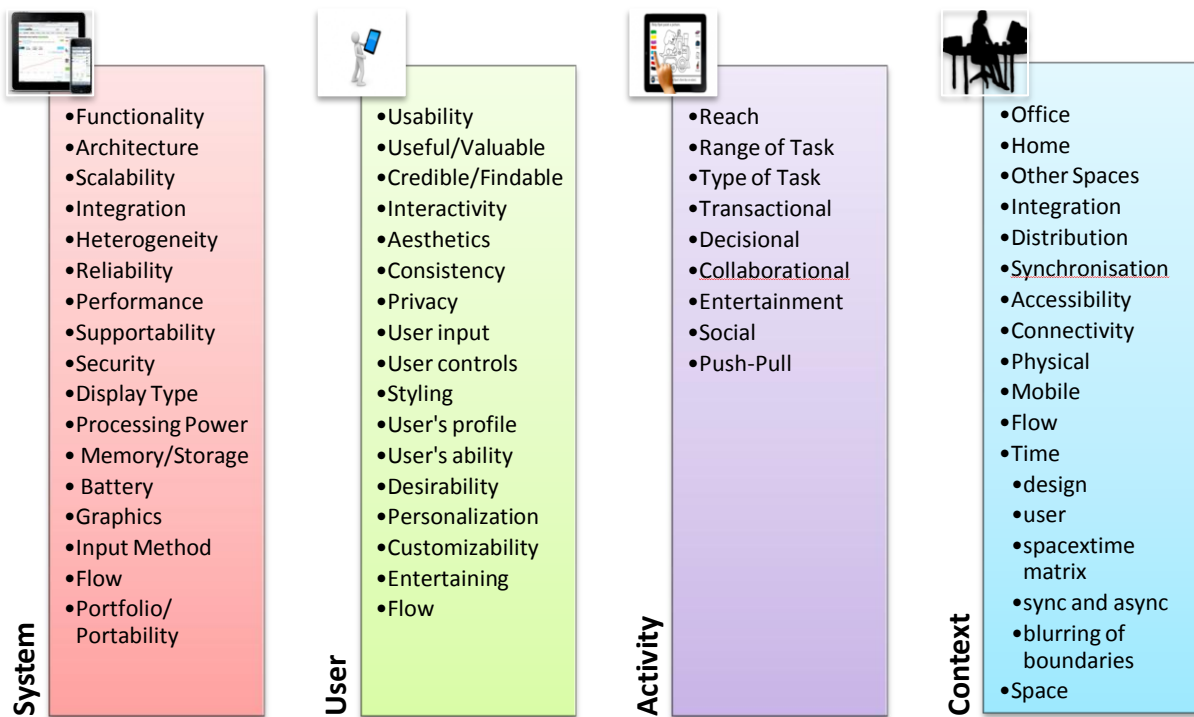 •Functionality
•Architecture
•Scalability
•Integration
•Heterogeneity
•Reliability
•Performance
•Supportability
•Security
•Display Type
•Processing Power
• Memory/Storage
• Battery
•Graphics
•Input Method
•Flow
•Portfolio/
Portability
System
•Usability
•Useful/Valuable
•Credible/Findable
•Interactivity
•Aesthetics
•Consistency
•Privacy
•User input
•User controls
•Styling
•User's profile
•User's ability
•Desirability
•Personalization
•Customizability
•Entertaining
•Flow
User
•Reach
•Range of Task
•Type of Task
•Transactional
•Decisional
•Collaborational
•Entertainment
•Social
•Push-Pull
Activity
•Office
•Home
•Other Spaces
•Integration
•Distribution
•Synchronisation
•Accessibility
•Connectivity
•Physical
•Mobile
•Flow
•Time
•design
•user
•spacextime
matrix
•sync and async
•blurring of
boundaries
•Space
Context